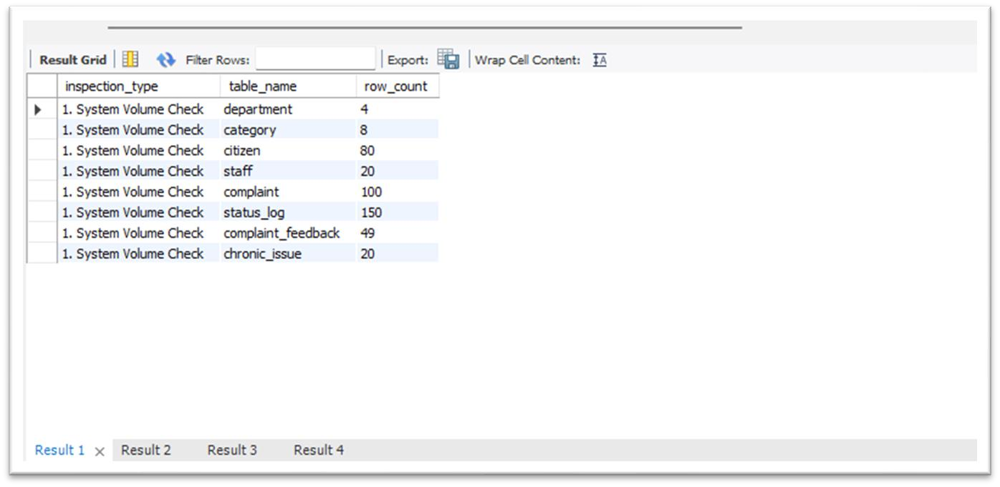 Result Grid Filter Rows: Export: Wrap Cell Content: IA
inspection_type table_name row_count
1. System Volume Check department 4
1. System Volume Check category 8
1. System Volume Check citizen 80
1. System Volume Check staff 20
1. System Volume Check complaint 100
1. System Volume Check status_log 150
1. System Volume Check complaint_feedback 49
1. System Volume Check chronic_issue 20
Result 1 Result 2 Result 3 Result 4